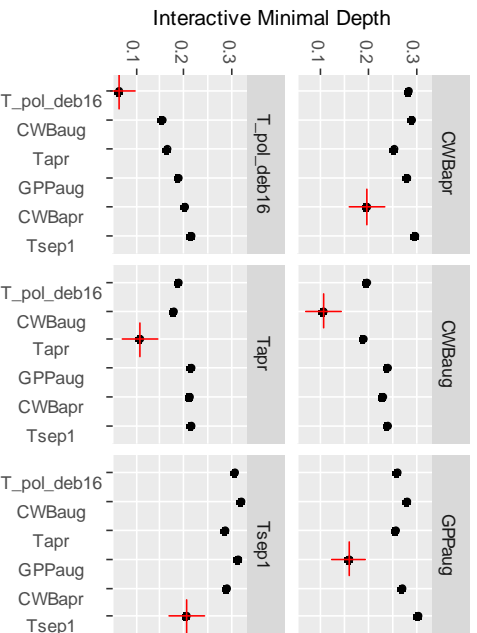 Interactive Minimal Depth
0.1
0.2
0.3
0.1
0.2
0.3
T_pol_deb16
CWBaug
Tapr
GPPaug
CWBapr
Tsep1
T_pol_deb16
CWBapr
T_pol_deb16
CWBaug
Tapr
GPPaug
CWBapr
Tsep1
Tapr
CWBaug
T_pol_deb16
CWBaug
Tapr
GPPaug
CWBapr
Tsep1
Tsep1
GPPaug